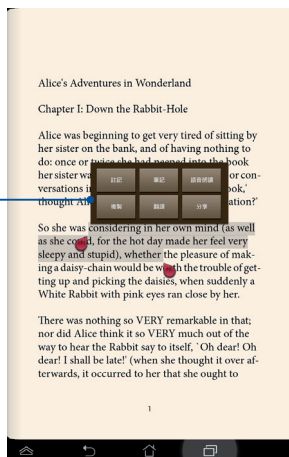 Alice's Adventures in Wonderland
Chapter I: Down the Rabbit-Hole
Alice was beginning to get very tired of sitting by
her sister on the bank, and of having nothing to
do: once or twice she had peeped into the book
her sister wa or con-
versations i ook,'
thought Al ation?'
註記 筆記 語音朗讀
複製 翻譯 分享
So she was considering in her own mind (as well
as she could, for the hot day made her feel very
sleepy and stupid), whether the pleasure of mak-
ing a daisy-chain would be worth the trouble of get-
ting up and picking the daisies, when suddenly a
White Rabbit with pink eyes ran close by her.
There was nothing so VERY remarkable in that;
nor did Alice think it so VERY much out of the
way to hear the Rabbit say to itself, `Oh dear! Oh
dear! I shall be late!' (when she thought it over af-
terwards, it occurred to her that she ought to
1